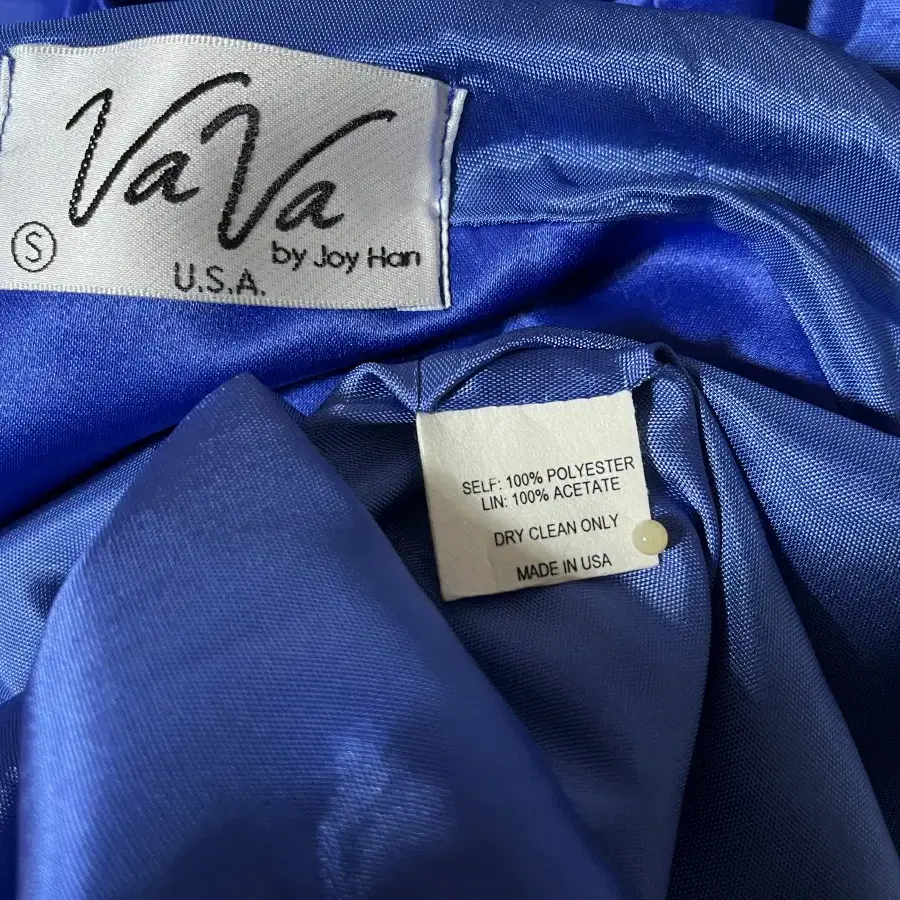 VaVa
by Joy Han
S
U.S.A.
SELF: 100% POLYESTER
LIN: 100% ACETATE
DRY CLEAN ONLY
MADE IN USA